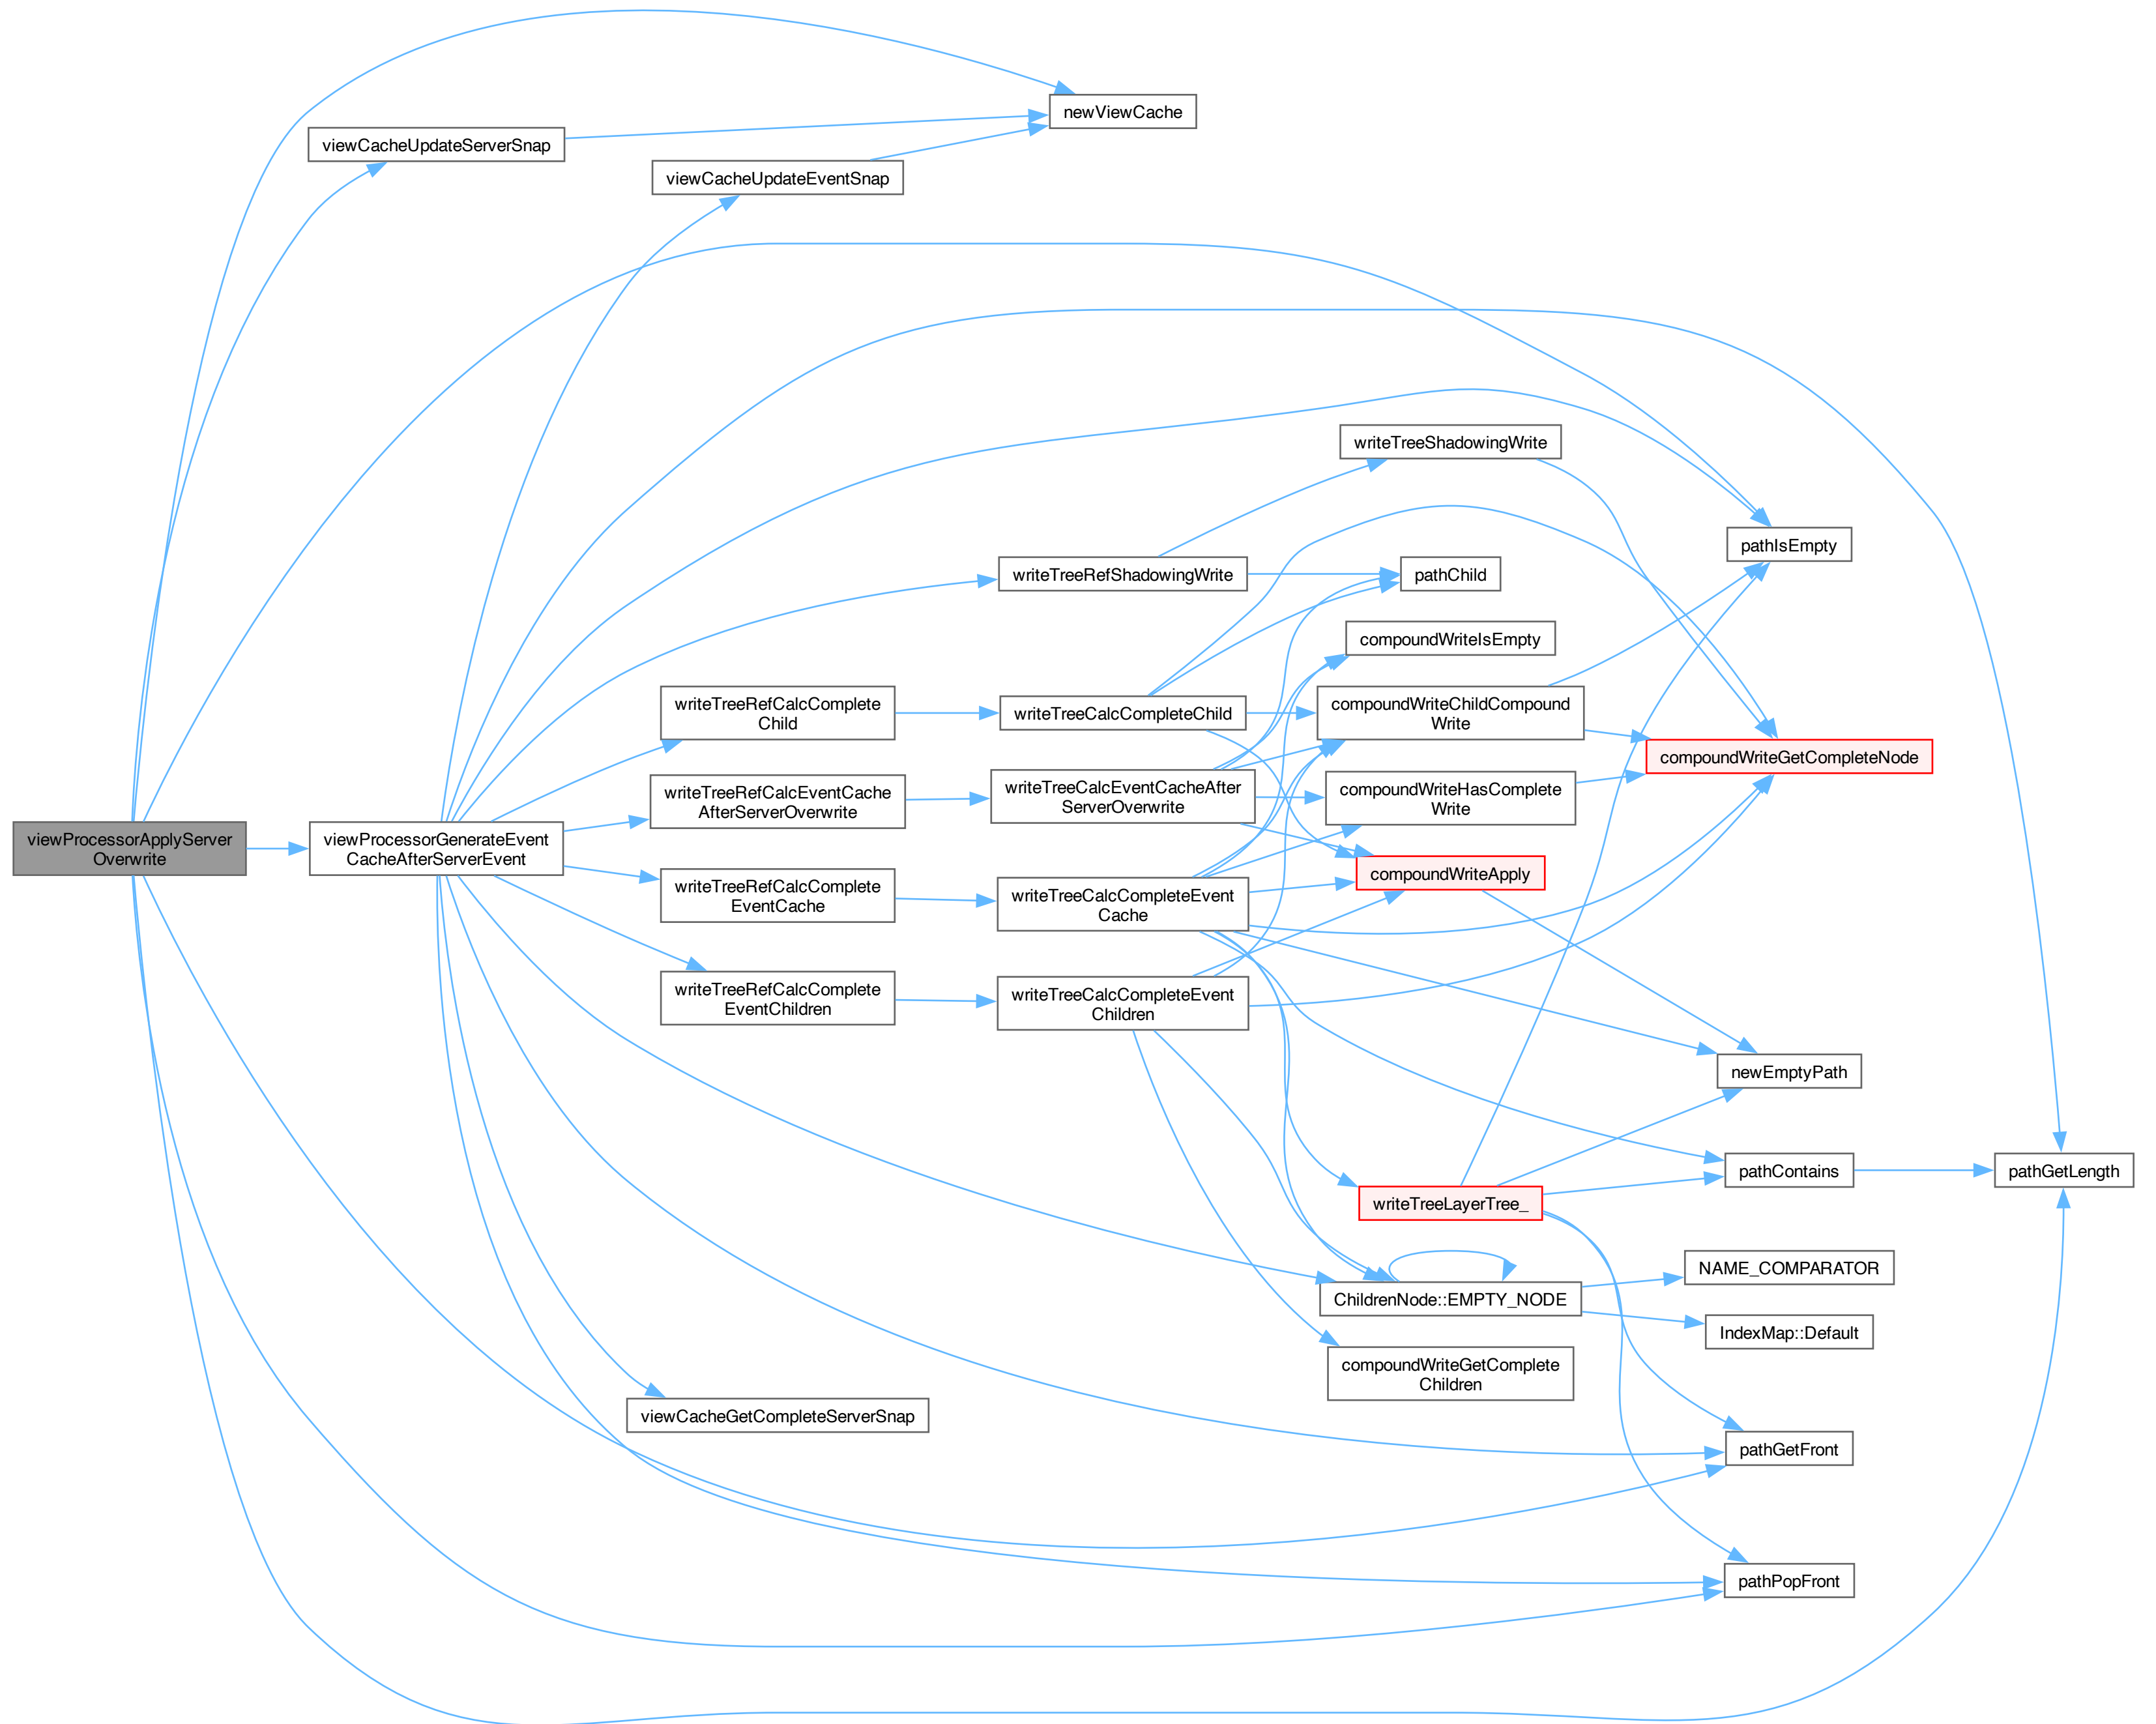 newViewCache
viewCacheUpdateServerSnap
viewCacheUpdateEventSnap
writeTreeShadowingWrite
pathIsEmpty
writeTreeRefShadowingWrite
pathChild
compoundWriteIsEmpty
writeTreeRefCalcComplete
Child
writeTreeCalcCompleteChild
compoundWriteChildCompound
Write
compoundWriteGetCompleteNode
writeTreeRefCalcEventCache
AfterServerOverwrite
writeTreeCalcEventCacheAfter
ServerOverwrite
compoundWriteHasComplete
Write
viewProcessorApplyServer
Overwrite
viewProcessorGenerateEvent
CacheAfterServerEvent
compoundWriteApply
writeTreeRefCalcComplete
EventCache
writeTreeCalcCompleteEvent
Cache
writeTreeRefCalcComplete
EventChildren
writeTreeCalcCompleteEvent
Children
newEmptyPath
pathContains
pathGetLength
writeTreeLayerTree_
NAME_COMPARATOR
ChildrenNode::EMPTY_NODE
IndexMap::Default
compoundWriteGetComplete
Children
viewCacheGetCompleteServerSnap
pathGetFront
pathPopFront